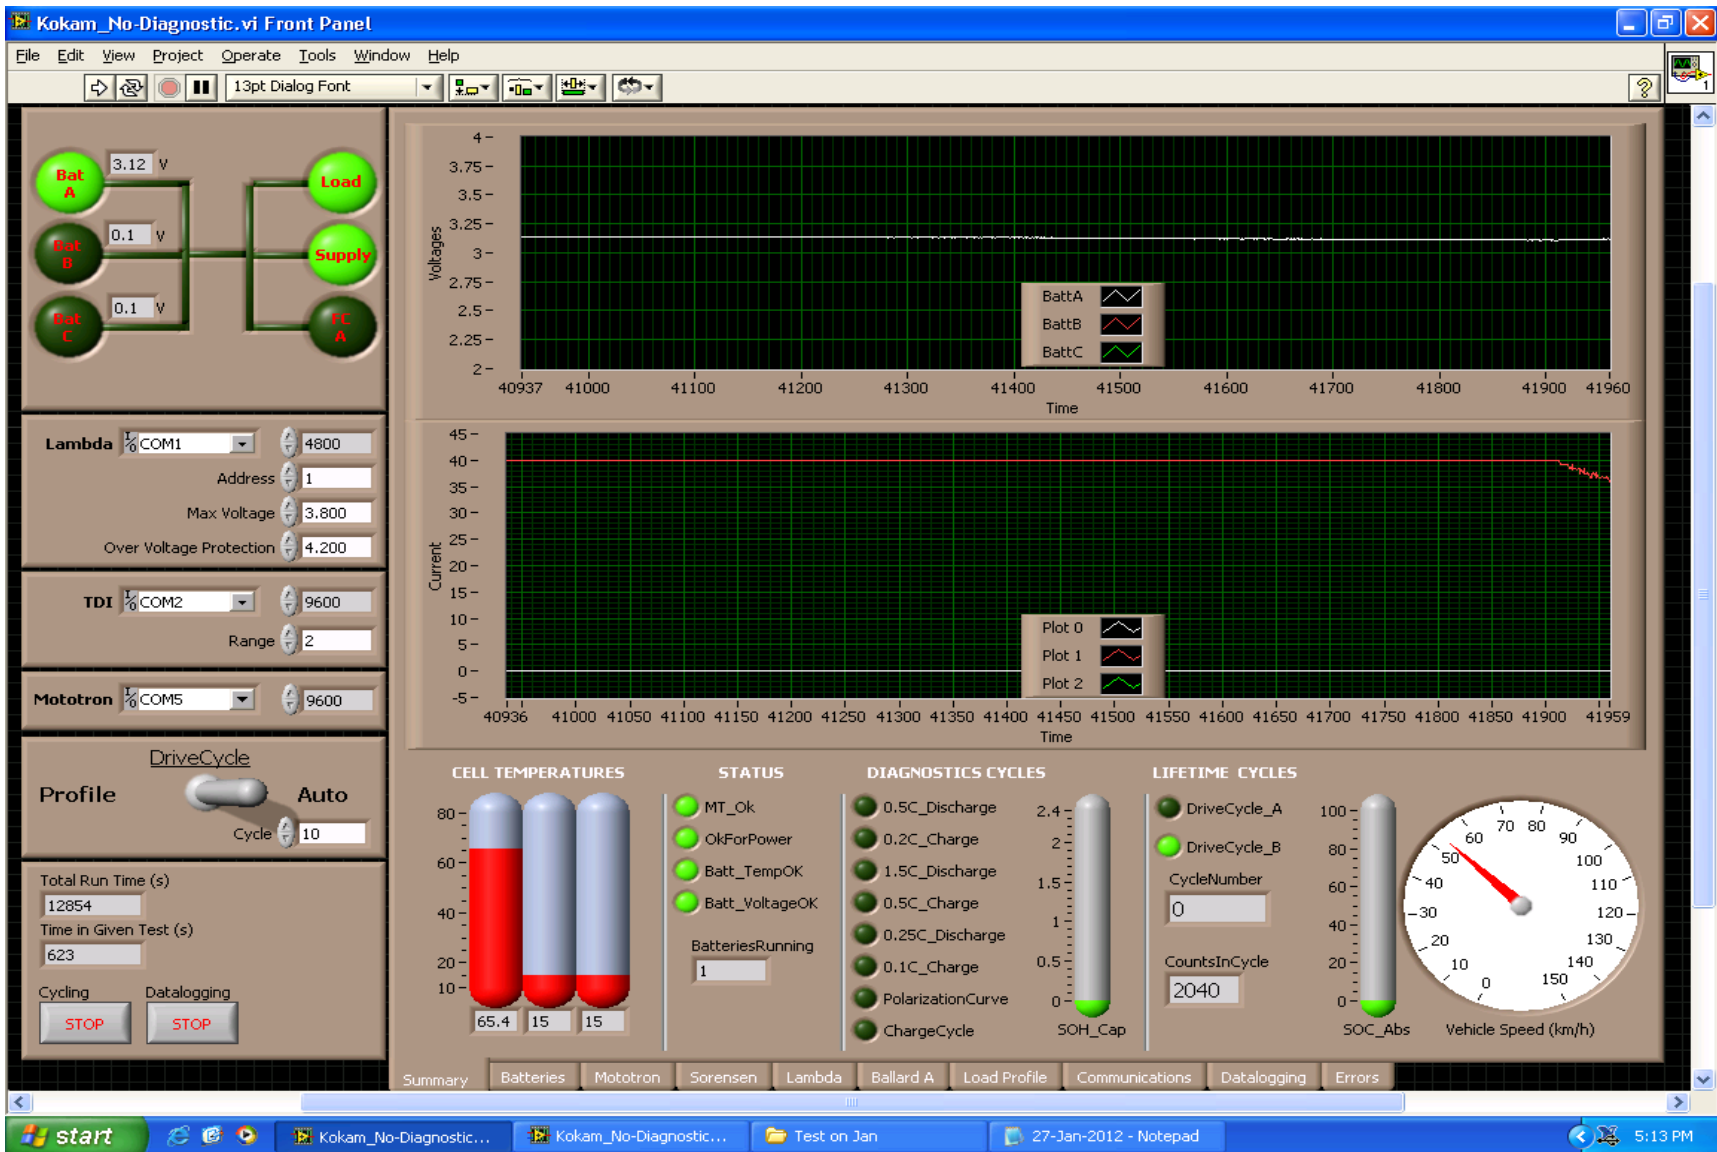 Kokam_No-Diagnostic.vi Front Panel
File Edit View Project Operate Tools Window Help
13pt Dialog Font
1
Bat A
3.12 V
Load
Bat B
0.1 V
Supply
Bat C
0.1 V
FC A
Lambda COM1 4800
Address 1
Max Voltage 3.800
Over Voltage Protection 4.200
TDI COM2 9600
Range 2
Mototron COM5 9600
DriveCycle
Profile Auto
Cycle 10
Total Run Time (s)
12854
Time in Given Test (s)
623
Cycling Datalogging
STOP STOP
Voltages
4
3.75
3.5
3.25
3
2.75
2.5
2.25
2
BattA
BattB
BattC
40937 41000 41100 41200 41300 41400 41500 41600 41700 41800 41900 41960
Time
Current
45
40
35
30
25
20
15
10
5
0
-5
Plot 0
Plot 1
Plot 2
40936 41000 41050 41100 41150 41200 41250 41300 41350 41400 41450 41500 41550 41600 41650 41700 41750 41800 41850 41900 41959
Time
CELL TEMPERATURES
80
60
40
20
10
65.4 15 15
STATUS
MT_Ok
OkForPower
Batt_TempOK
Batt_VoltageOK
BatteriesRunning
1
DIAGNOSTICS CYCLES
0.5C_Discharge
0.2C_Charge
1.5C_Discharge
0.5C_Charge
0.25C_Discharge
0.1C_Charge
PolarizationCurve
ChargeCycle
2.4
2
1.5
1
0.5
0
SOH_Cap
LIFETIME CYCLES
DriveCycle_A
DriveCycle_B
CycleNumber
0
CountsInCycle
2040
100
80
60
40
20
0
SOC_Abs
0 10 20 30 40 50 60 70 80 90 100 110 120 130 140 150
Vehicle Speed (km/h)
Summary Batteries Mototron Sorensen Lambda Ballard A Load Profile Communications Datalogging Errors
start Kokam_No-Diagnostic... Kokam_No-Diagnostic... Test on Jan 27-Jan-2012 - Notepad 5:13 PM